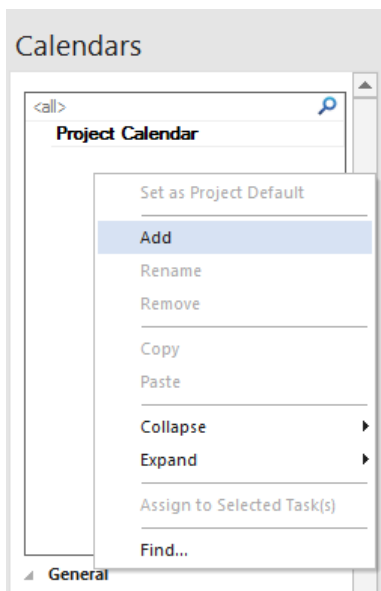 Calendars
<all>
Project Calendar
Set as Project Default
Add
Rename
Remove
Copy
Paste
Collapse
Expand
Assign to Selected Task(s)
Find...
General